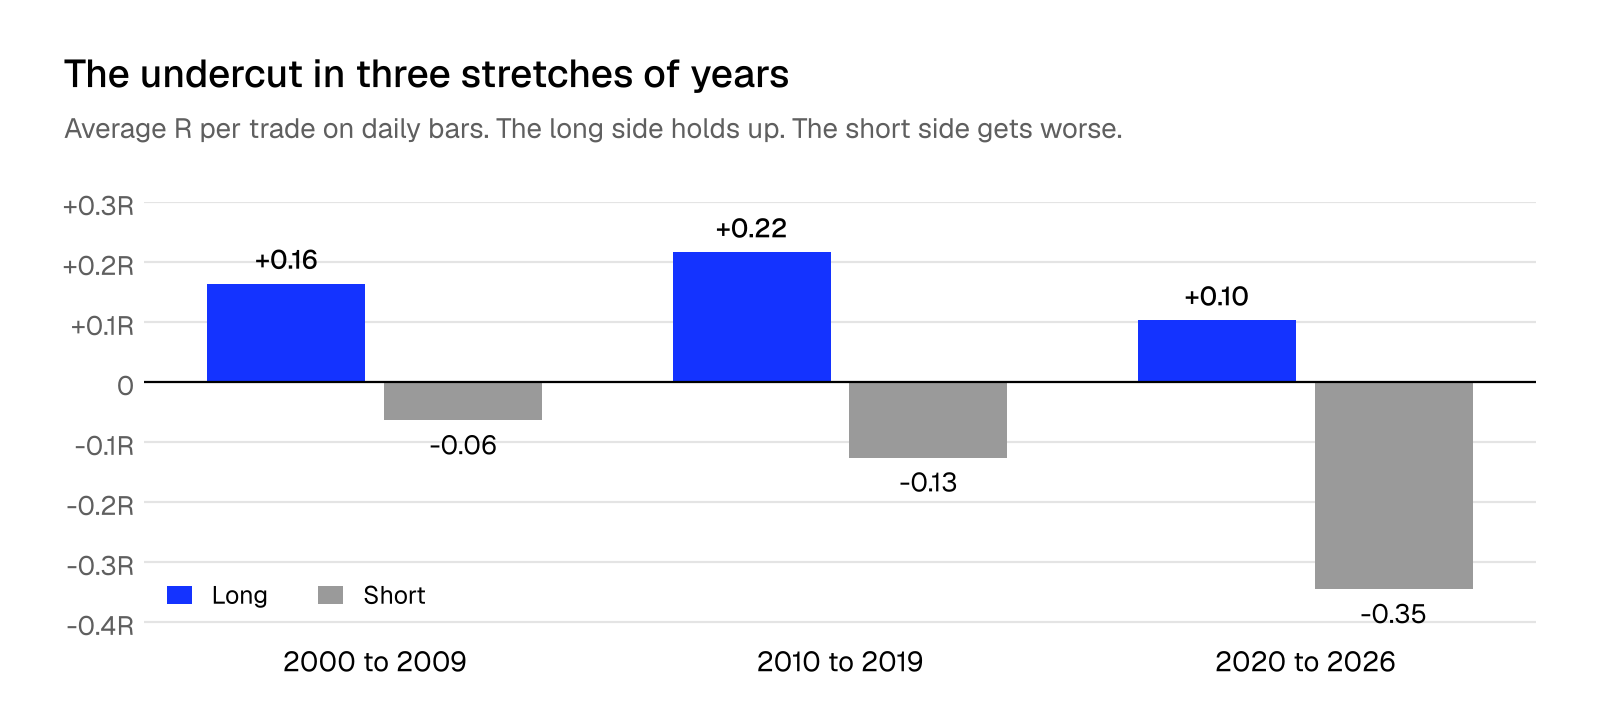 The undercut in three stretches of years
Average R per trade on daily bars. The long side holds up. The short side gets worse.
+0.3R
+0.2R
+0.1R
0
-0.1R
-0.2R
-0.3R
-0.4R
+0.16
-0.06
+0.22
-0.13
+0.10
-0.35
Long
Short
2000 to 2009
2010 to 2019
2020 to 2026